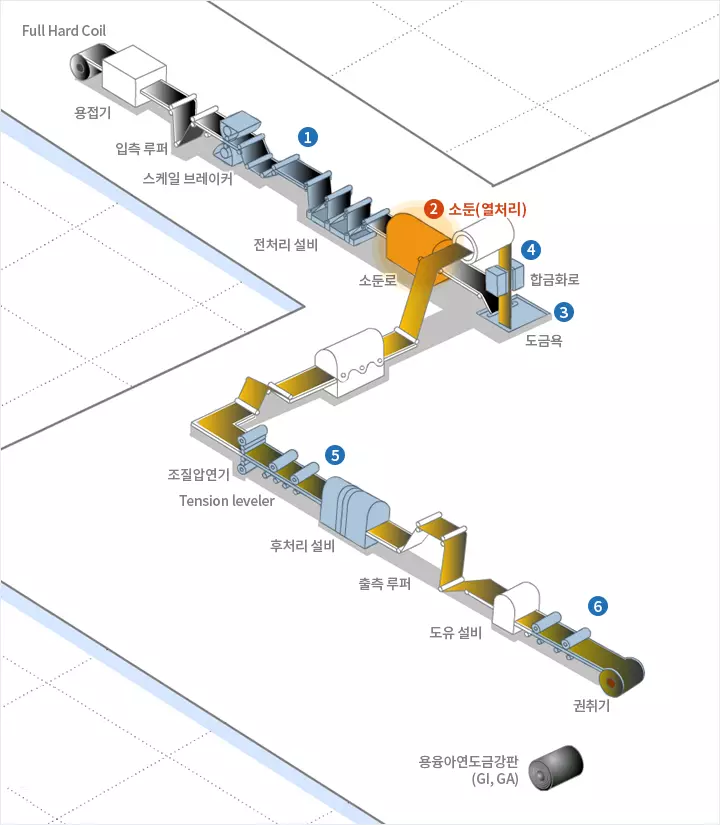 Full Hard Coil
용접기
입측 루퍼
1
스케일 브레이커
전처리 설비
2 소둔(열처리)
소둔로
4
합금화로
3
도금욕
조질압연기
5
Tension leveler
후처리 설비
출측 루퍼
6
도유 설비
권취기
용융아연도금강판
(GI, GA)